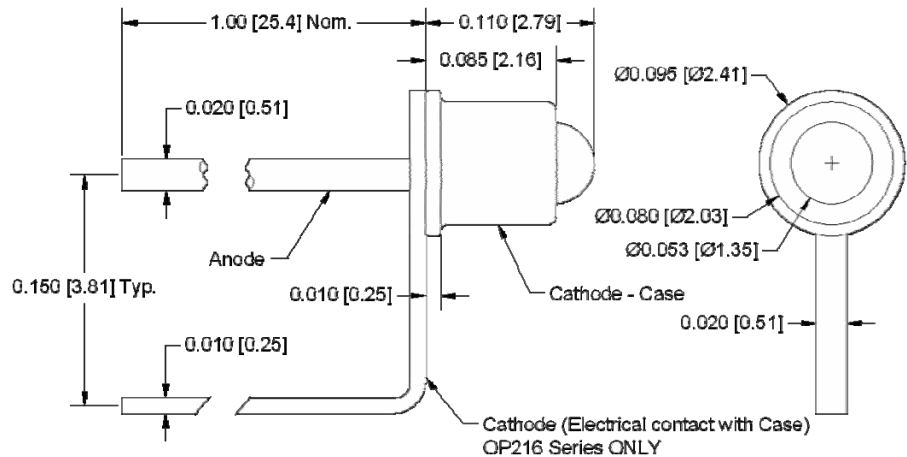 1.00 [25.4] Nom.
0.110 [2.79]
0.085 [2.16]
Ø0.095 [Ø2.41]
0.020 [0.51]
Ø0.080 [Ø2.03]
Ø0.053 [Ø1.35]
Anode
0.150 [3.81] Typ.
0.010 [0.25]
Cathode - Case
0.020 [0.51]
0.010 [0.25]
Cathode (Electrical contact with Case)
OP216 Series ONLY